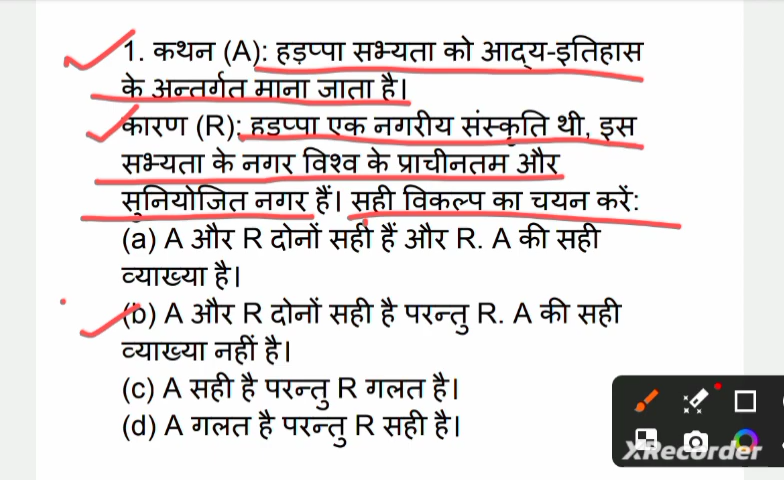 1. कथन (A): हड़प्पा सभ्यता को आद्य-इतिहास
के अन्तर्गत माना जाता है।
कारण (R): हडप्पा एक नगरीय संस्कृति थी, इस
सभ्यता के नगर विश्व के प्राचीनतम और
सुनियोजित नगर हैं। सही विकल्प का चयन करें:
(a) A और R दोनों सही हैं और R. A की सही
व्याख्या है।
(b) A और R दोनों सही है परन्तु R. A की सही
व्याख्या नहीं है।
(c) A सही है परन्तु R गलत है।
(d) A गलत है परन्तु R सही है।
XRecorder